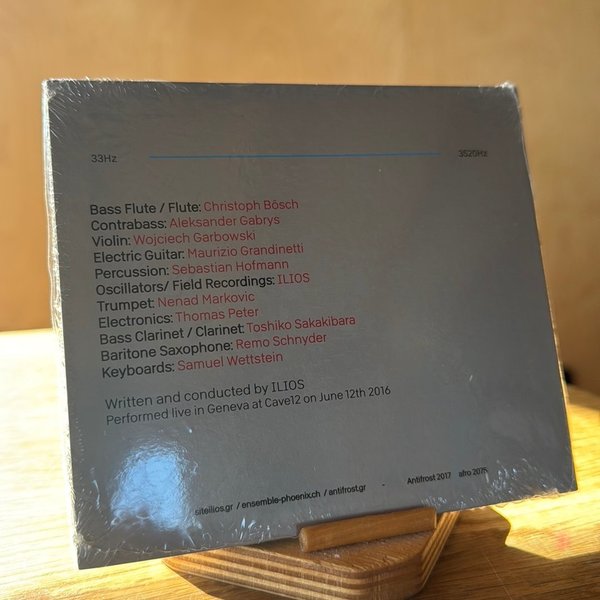 33Hz 3520Hz
Bass Flute / Flute: Christoph Bösch
Contrabass: Aleksander Gabrys
Violin: Wojciech Garbowski
Electric Guitar: Maurizio Grandinetti
Percussion: Sebastian Hofmann
Oscillators/ Field Recordings: ILIOS
Trumpet: Nenad Markovic
Electronics: Thomas Peter
Bass Clarinet / Clarinet: Toshiko Sakakibara
Baritone Saxophone: Remo Schnyder
Keyboards: Samuel Wettstein
Written and conducted by ILIOS
Performed live in Geneva at Cave12 on June 12th 2016
siteilios.gr / ensemble-phoenix.ch / antifrost.gr - Antifrost 2017 afro